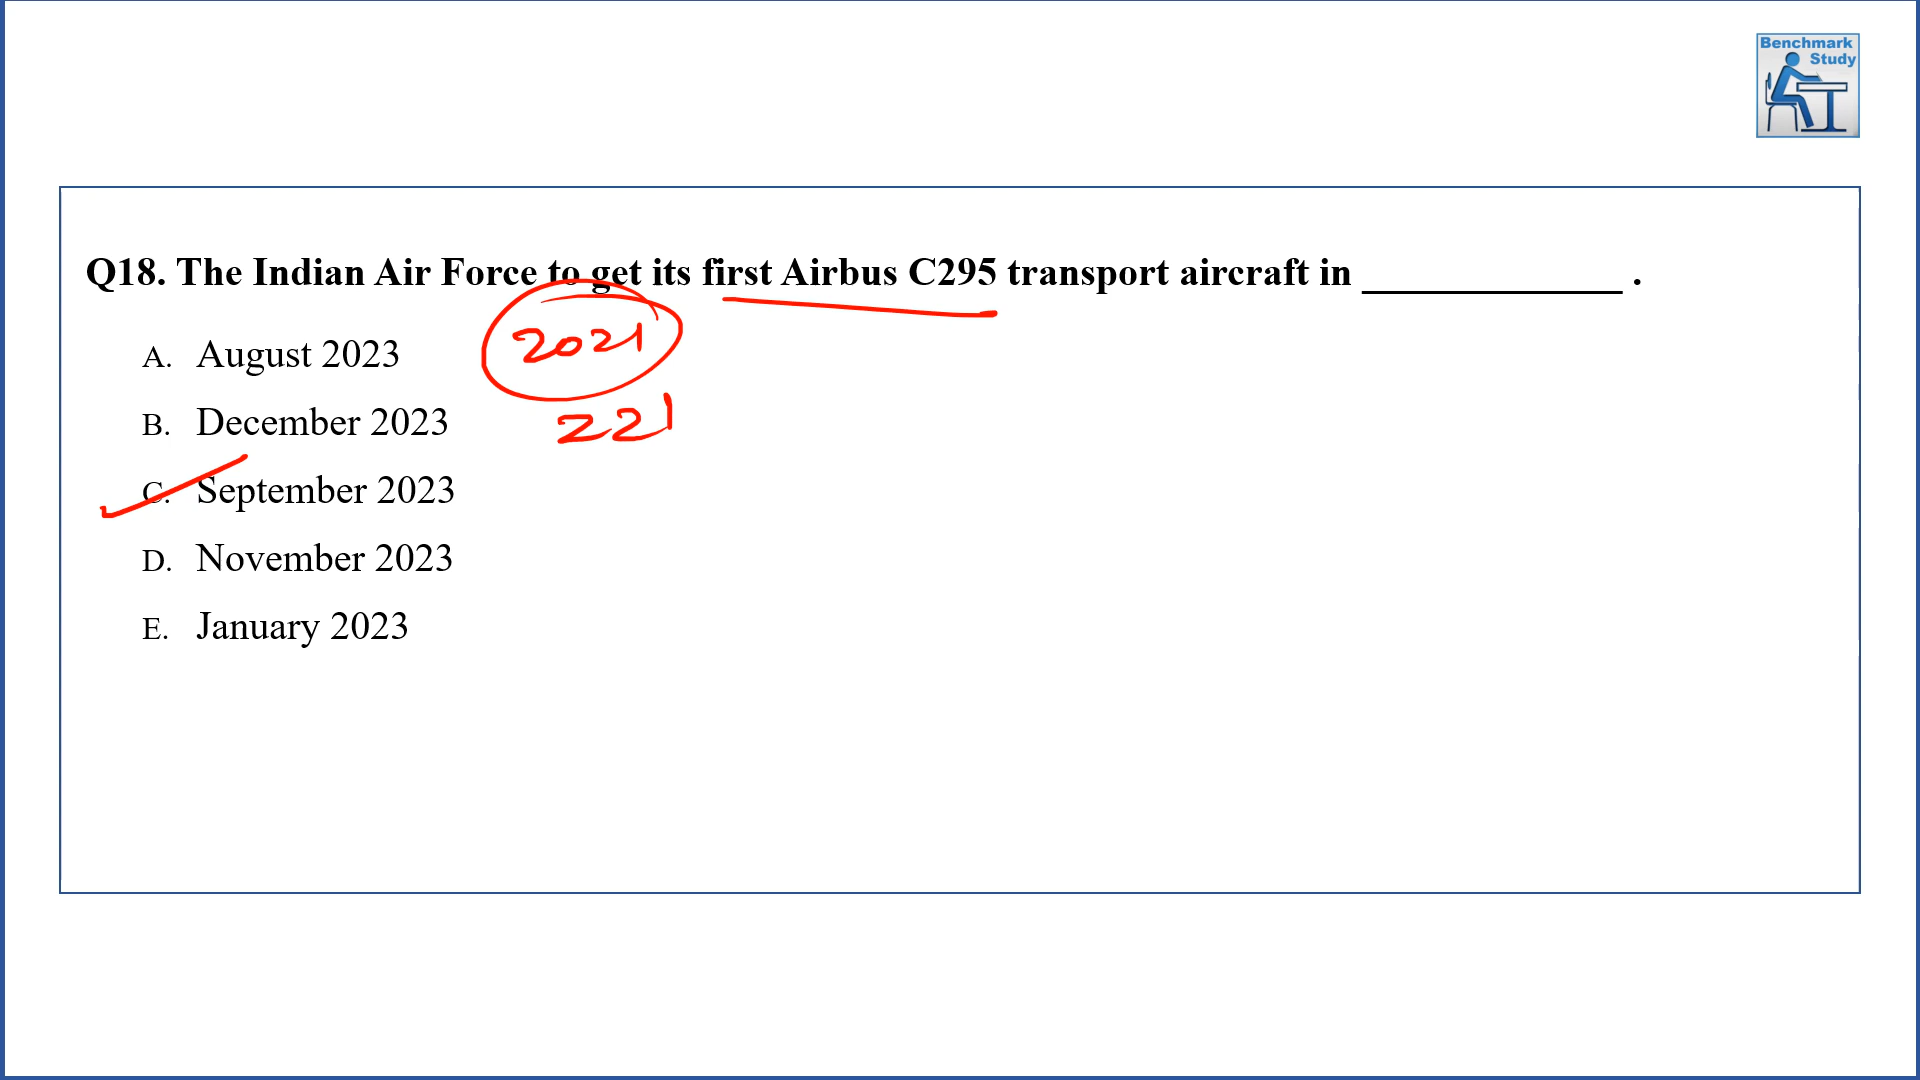 Benchmark
Study
Q18. The Indian Air Force to get its first Airbus C295 transport aircraft in _____________ .
A. August 2023
2021
B. December 2023
221
C. September 2023
D. November 2023
E. January 2023